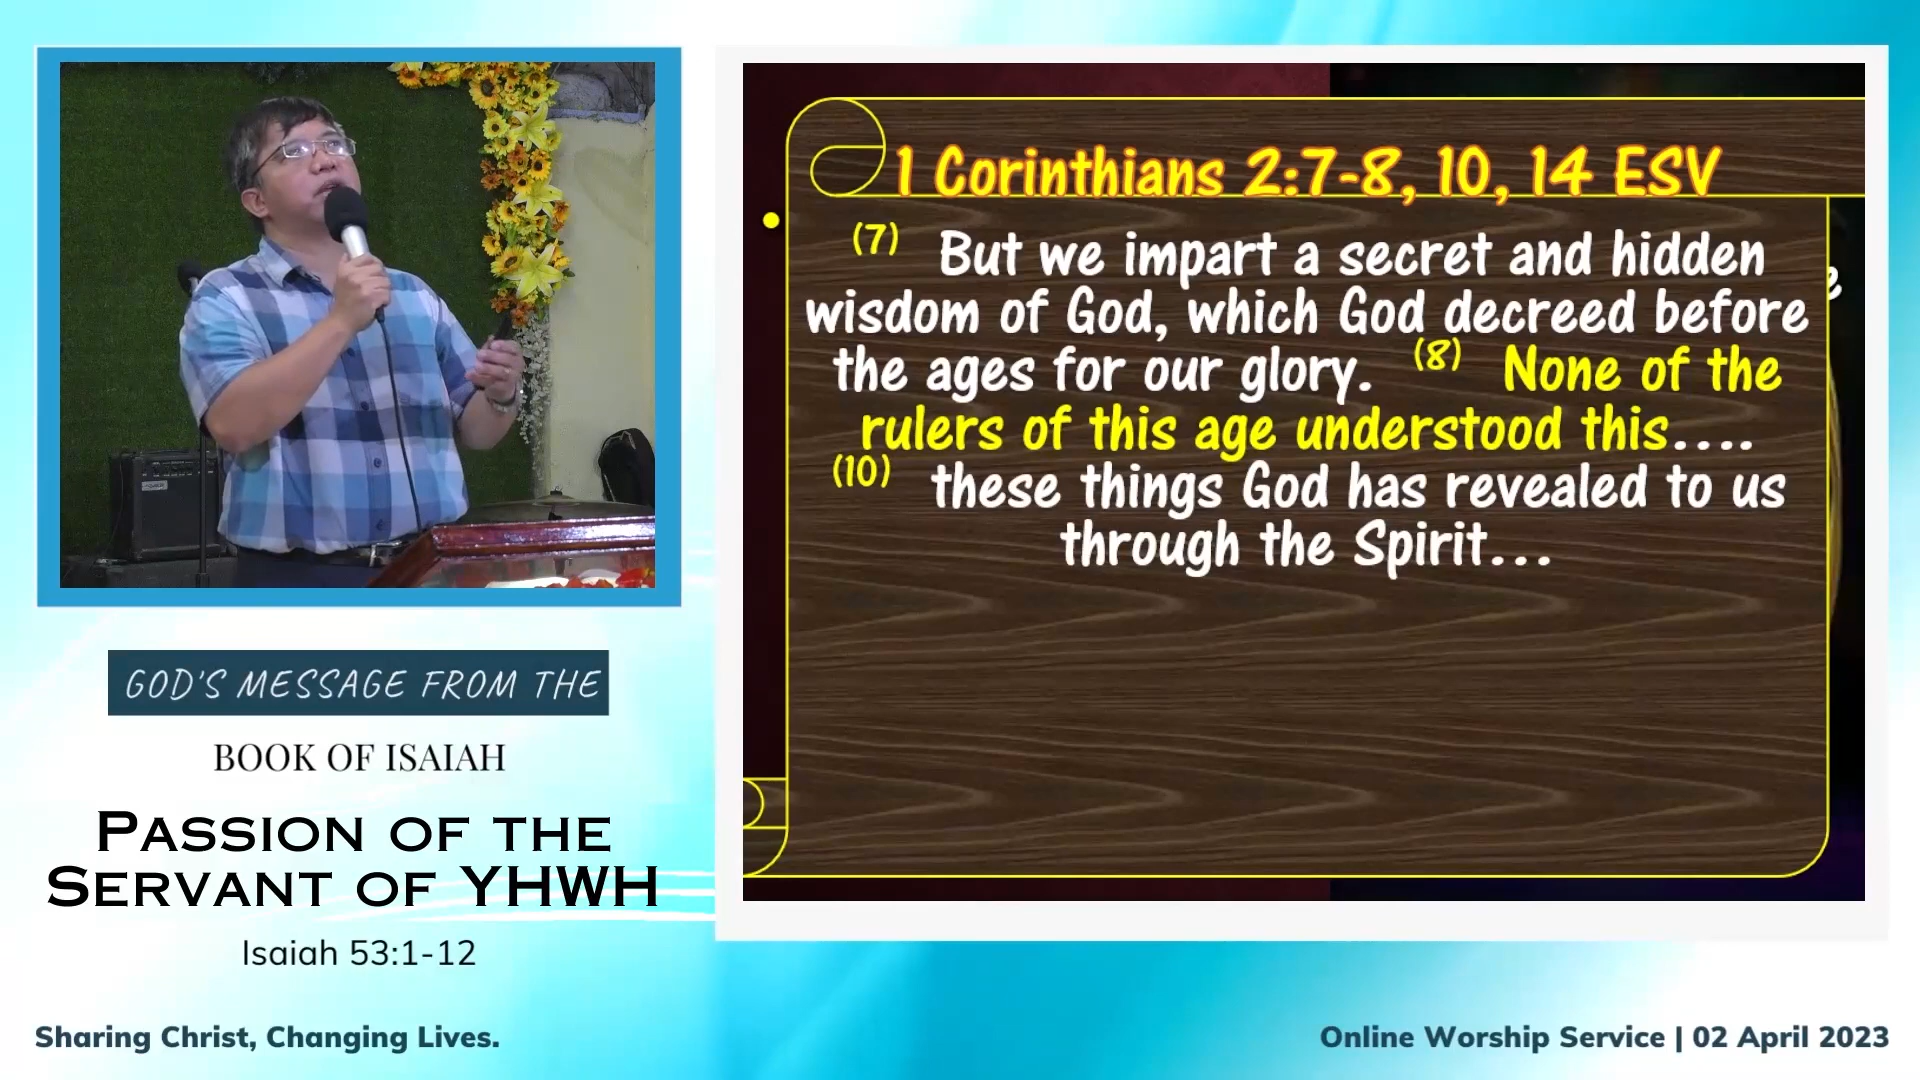 GOD'S MESSAGE FROM THE
BOOK OF ISAIAH
PASSION OF THE
SERVANT OF YHWH
Isaiah 53:1-12
Sharing Christ, Changing Lives.
1 Corinthians 2:7-8, 10, 14 ESV
(7) But we impart a secret and hidden
wisdom of God, which God decreed before
the ages for our glory. (8) None of the
rulers of this age understood this....
(10) these things God has revealed to us
through the Spirit...
Online Worship Service | 02 April 2023